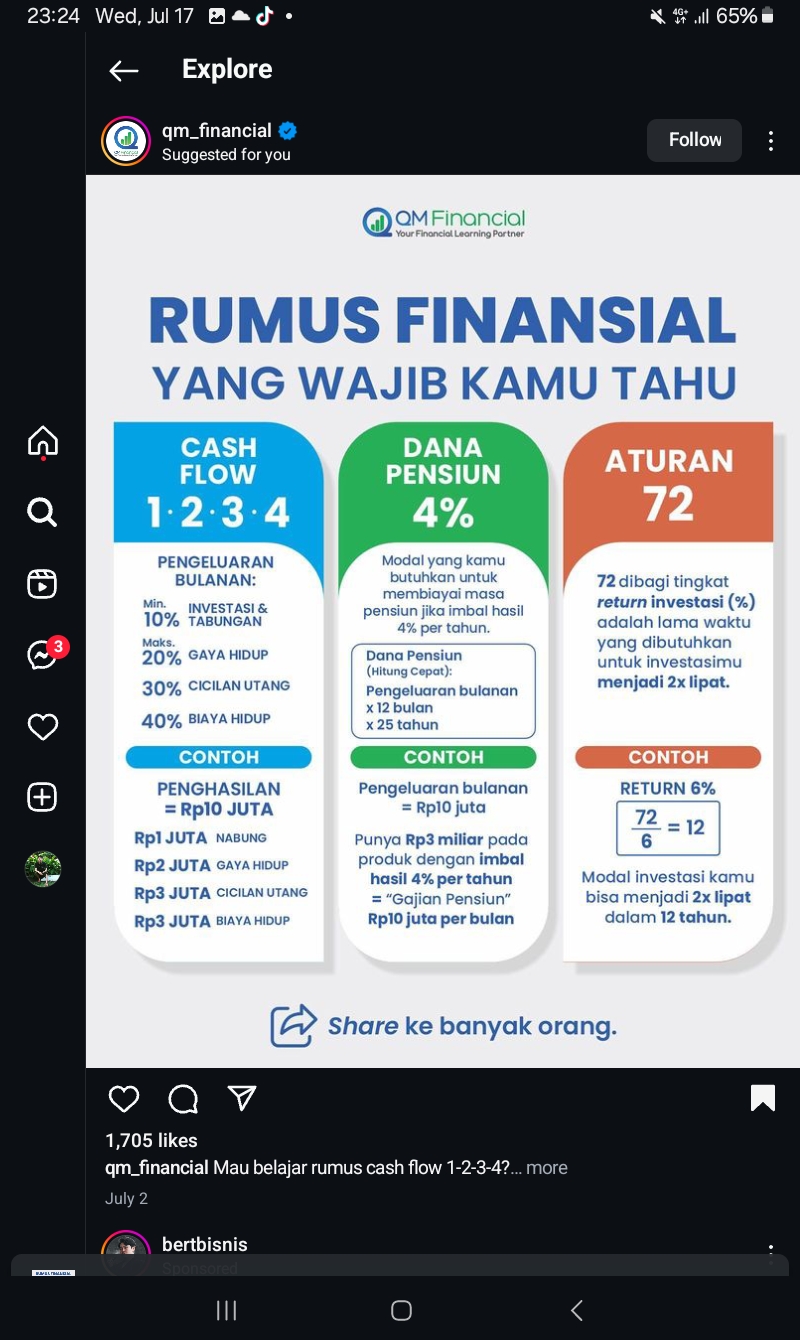 23:24 Wed, Jul 17
4G+ 65%
Explore
qm_financial
Suggested for you
Follow
QM Financial
Your Financial Learning Partner
RUMUS FINANSIAL
YANG WAJIB KAMU TAHU
CASH
FLOW
1·2·3·4
PENGELUARAN
BULANAN:
Min.
10% INVESTASI &
TABUNGAN
Maks.
20% GAYA HIDUP
30% CICILAN UTANG
40% BIAYA HIDUP
CONTOH
PENGHASILAN
= Rp10 JUTA
Rp1 JUTA NABUNG
Rp2 JUTA GAYA HIDUP
Rp3 JUTA CICILAN UTANG
Rp3 JUTA BIAYA HIDUP
DANA
PENSIUN
4%
Modal yang kamu
butuhkan untuk
membiayai masa
pensiun jika imbal hasil
4% per tahun.
Dana Pensiun
(Hitung Cepat):
Pengeluaran bulanan
x 12 bulan
x 25 tahun
CONTOH
Pengeluaran bulanan
= Rp10 juta
Punya Rp3 miliar pada
produk dengan imbal
hasil 4% per tahun
= “Gajian Pensiun”
Rp10 juta per bulan
ATURAN
72
72 dibagi tingkat
return investasi (%)
adalah lama waktu
yang dibutuhkan
untuk investasimu
menjadi 2x lipat.
CONTOH
RETURN 6%
72
6
= 12
Modal investasi kamu
bisa menjadi 2x lipat
dalam 12 tahun.
Share ke banyak orang.
3
1,705 likes
qm_financial Mau belajar rumus cash flow 1-2-3-4?... more
July 2
bertbisnis
Sponsored